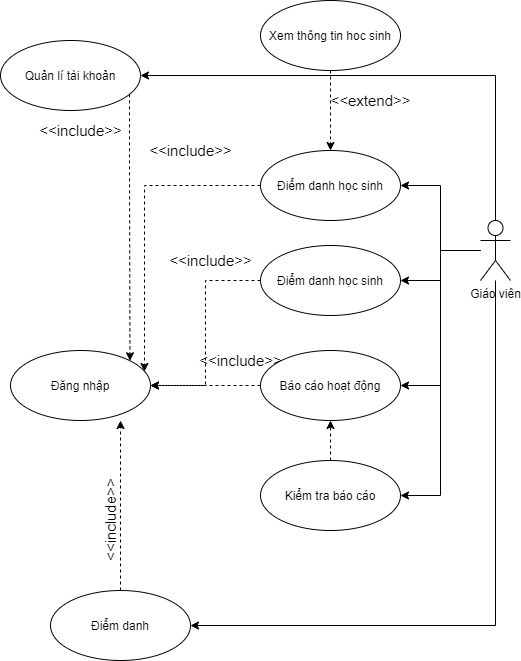 Xem thông tin học sinh
Quản lí tài khoản
<<extend>>
<<include>>
<<include>>
Điểm danh học sinh
<<include>>
Điểm danh học sinh
Giáo viên
<<include>>
Đăng nhập
Báo cáo hoạt động
Kiểm tra báo cáo
<<include>>
Điểm danh